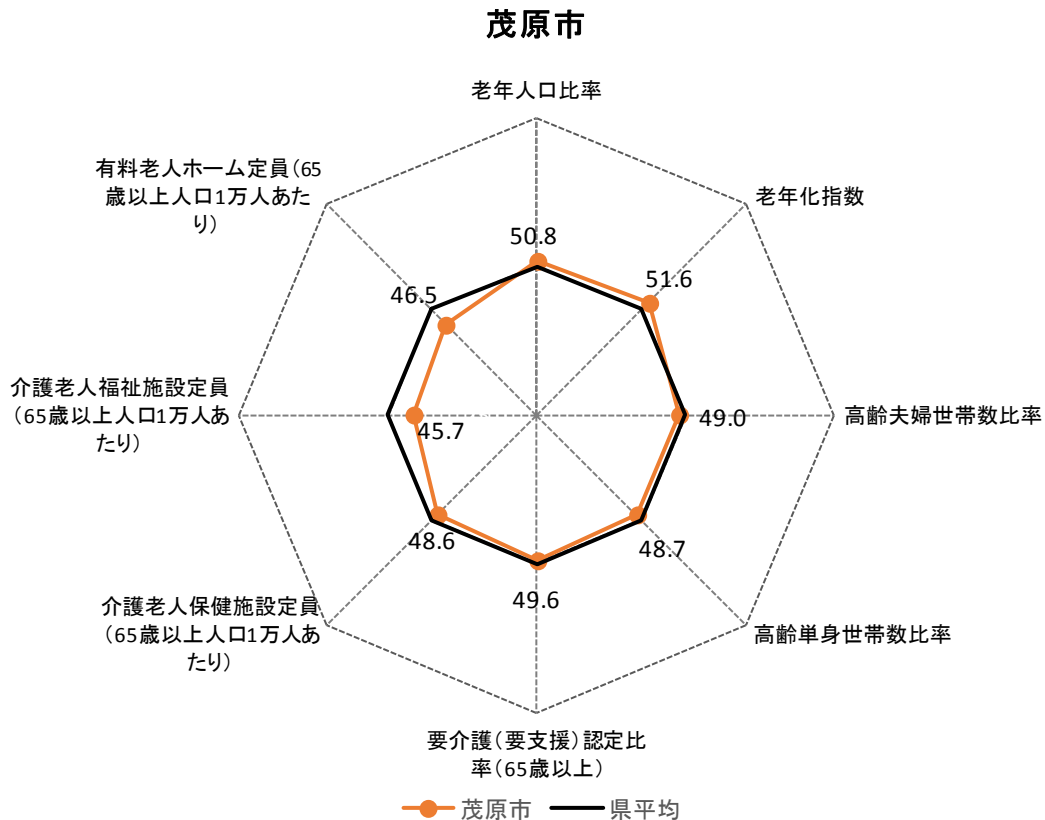 茂原市
老年人口比率
有料老人ホーム定員(65
歳以上人口1万人あた
り)
老年化指数
50.8
51.6
46.5
介護老人福祉施設定員
(65歳以上人口1万人あ
たり)
45.7
49.0
高齢夫婦世帯数比率
48.6
48.7
49.6
介護老人保健施設定員
(65歳以上人口1万人あ
たり)
高齢単身世帯数比率
要介護(要支援)認定比
率(65歳以上)
茂原市 県平均